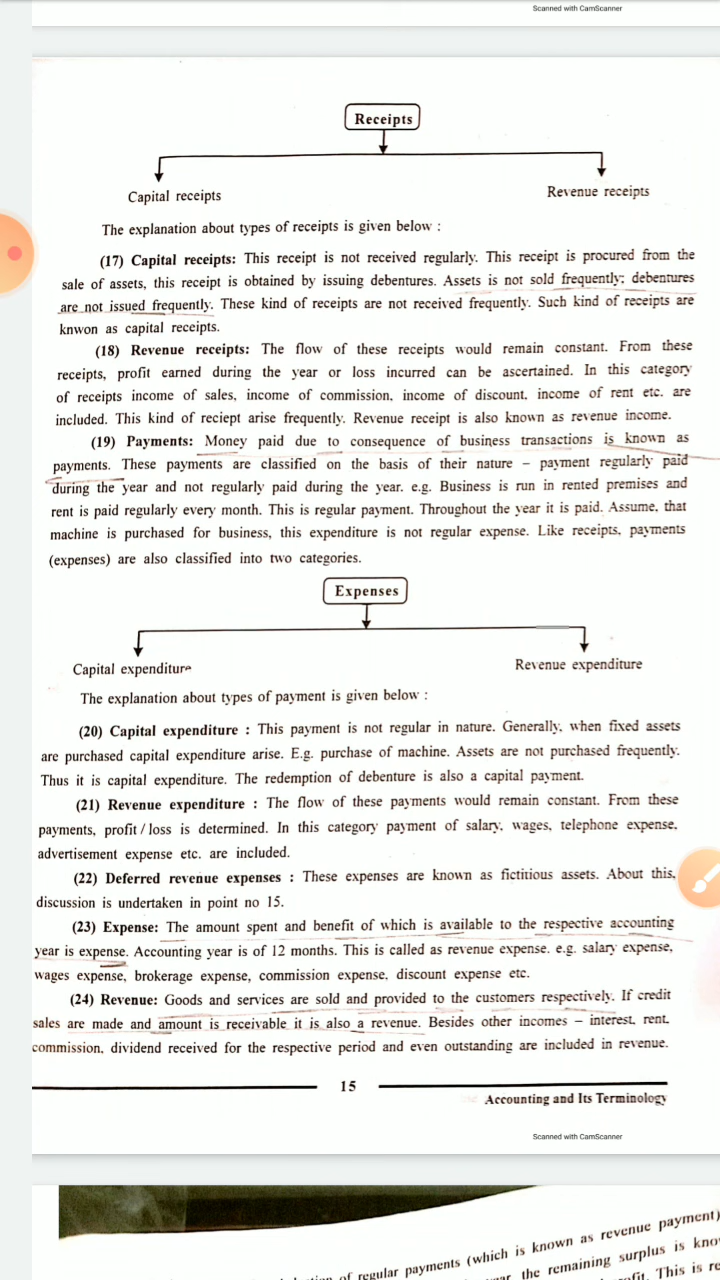 Scanned with CamScanner
Receipts
Capital receipts
Revenue receipts
The explanation about types of receipts is given below :
(17) Capital receipts: This receipt is not received regularly. This receipt is procured from the
sale of assets, this receipt is obtained by issuing debentures. Assets is not sold frequently; debentures
are not issued frequently. These kind of receipts are not received frequently. Such kind of receipts are
knwon as capital receipts.
(18) Revenue receipts: The flow of these receipts would remain constant. From these
receipts, profit earned during the year or loss incurred can be ascertained. In this category
of receipts income of sales, income of commission, income of discount, income of rent etc. are
included. This kind of reciept arise frequently. Revenue receipt is also known as revenue income.
(19) Payments: Money paid due to consequence of business transactions is known as
payments. These payments are classified on the basis of their nature – payment regularly paid
during the year and not regularly paid during the year. e.g. Business is run in rented premises and
rent is paid regularly every month. This is regular payment. Throughout the year it is paid. Assume, that
machine is purchased for business, this expenditure is not regular expense. Like receipts, payments
(expenses) are also classified into two categories.
Expenses
Capital expenditure
Revenue expenditure
The explanation about types of payment is given below :
(20) Capital expenditure : This payment is not regular in nature. Generally, when fixed assets
are purchased capital expenditure arise. E.g. purchase of machine. Assets are not purchased frequently.
Thus it is capital expenditure. The redemption of debenture is also a capital payment.
(21) Revenue expenditure : The flow of these payments would remain constant. From these
payments, profit / loss is determined. In this category payment of salary, wages, telephone expense,
advertisement expense etc. are included.
(22) Deferred revenue expenses : These expenses are known as fictitious assets. About this,
discussion is undertaken in point no 15.
(23) Expense: The amount spent and benefit of which is available to the respective accounting
year is expense. Accounting year is of 12 months. This is called as revenue expense. e.g. salary expense,
wages expense, brokerage expense, commission expense, discount expense etc.
(24) Revenue: Goods and services are sold and provided to the customers respectively. If credit
sales are made and amount is receivable it is also a revenue. Besides other incomes – interest, rent,
commission, dividend received for the respective period and even outstanding are included in revenue.
15
Accounting and Its Terminology
Scanned with CamScanner
of regular payments (which is known as revenue payment)
the remaining surplus is
This is